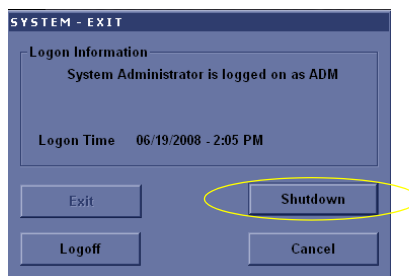 SYSTEM - EXIT
Logon Information
System Administrator is logged on as ADM
Logon Time 06/19/2008 - 2:05 PM
Exit Shutdown
Logoff Cancel